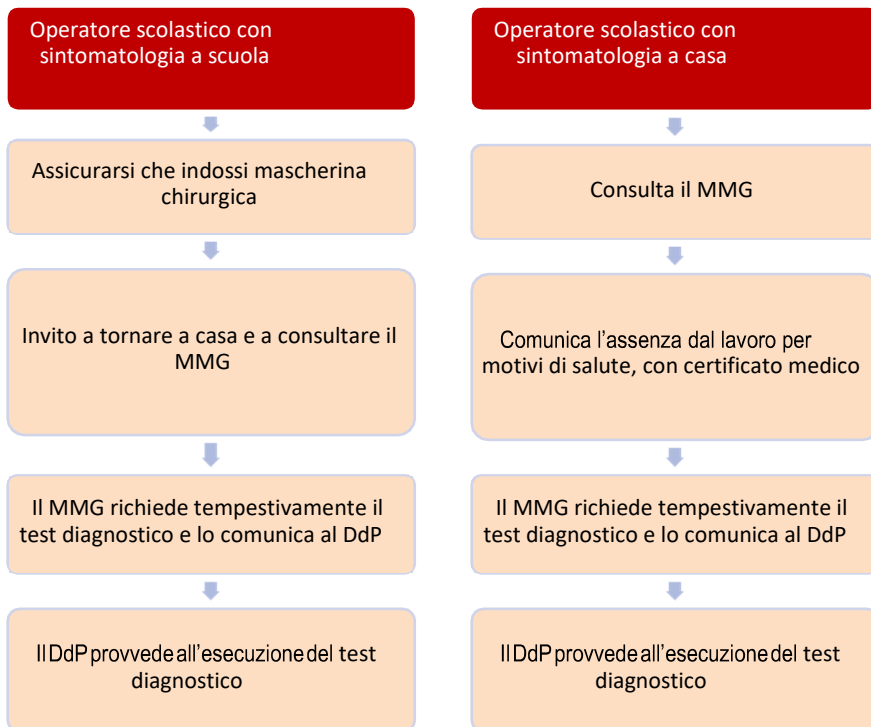 Operatore scolastico con
sintomatologia a scuola
Assicurarsi che indossi mascherina
chirurgica
Invito a tornare a casa e a consultare il
MMG
Il MMG richiede tempestivamente il
test diagnostico e lo comunica al DdP
Il DdP provvede all'esecuzione del test
diagnostico
Operatore scolastico con
sintomatologia a casa
Consulta il MMG
Comunica l'assenza dal lavoro per
motivi di salute, con certificato medico
Il MMG richiede tempestivamente il
test diagnostico e lo comunica al DdP
Il DdP provvede all'esecuzione del test
diagnostico